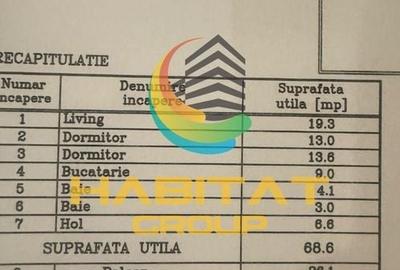 RECAPITULATIE
Numar incapere Denumire incapere Suprafata utila [mp]
1 Living 19.3
2 Dormitor 13.0
3 Dormitor 13.6
4 Bucatarie 9.0
5 Baie 4.1
6 Baie 3.0
7 Hol 6.6
SUPRAFATA UTILA 68.6
HABITAT
GROUP